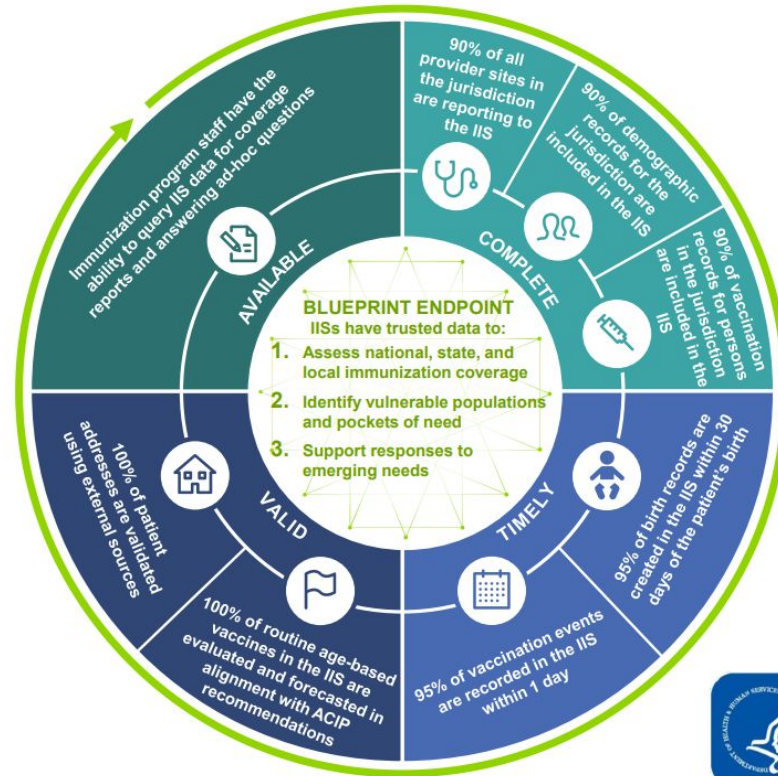 90% of all
provider sites in
the jurisdiction
are reporting to
the IIS
90% of demographic
records for the
jurisdiction are
included in the IIS
90% of vaccination
records for persons
in the jurisdiction
are included in the
IIS
COMPLETE
95% of birth records are
created in the IIS within 30
days of the patient's birth
95% of vaccination events
are recorded in the IIS
within 1 day
TIMELY
100% of routine age-based
vaccines in the IIS are
evaluated and forecasted in
alignment with ACIP
recommendations
100% of patient
addresses are validated
using external sources
VALID
Immunization program staff have the
ability to query IIS data for coverage
reports and answering ad-hoc questions
AVAILABLE
BLUEPRINT ENDPOINT
IISs have trusted data to:
1. Assess national, state, and
local immunization coverage
2. Identify vulnerable populations
and pockets of need
3. Support responses to
emerging needs
DEPARTMENT OF HEALTH & HUMAN